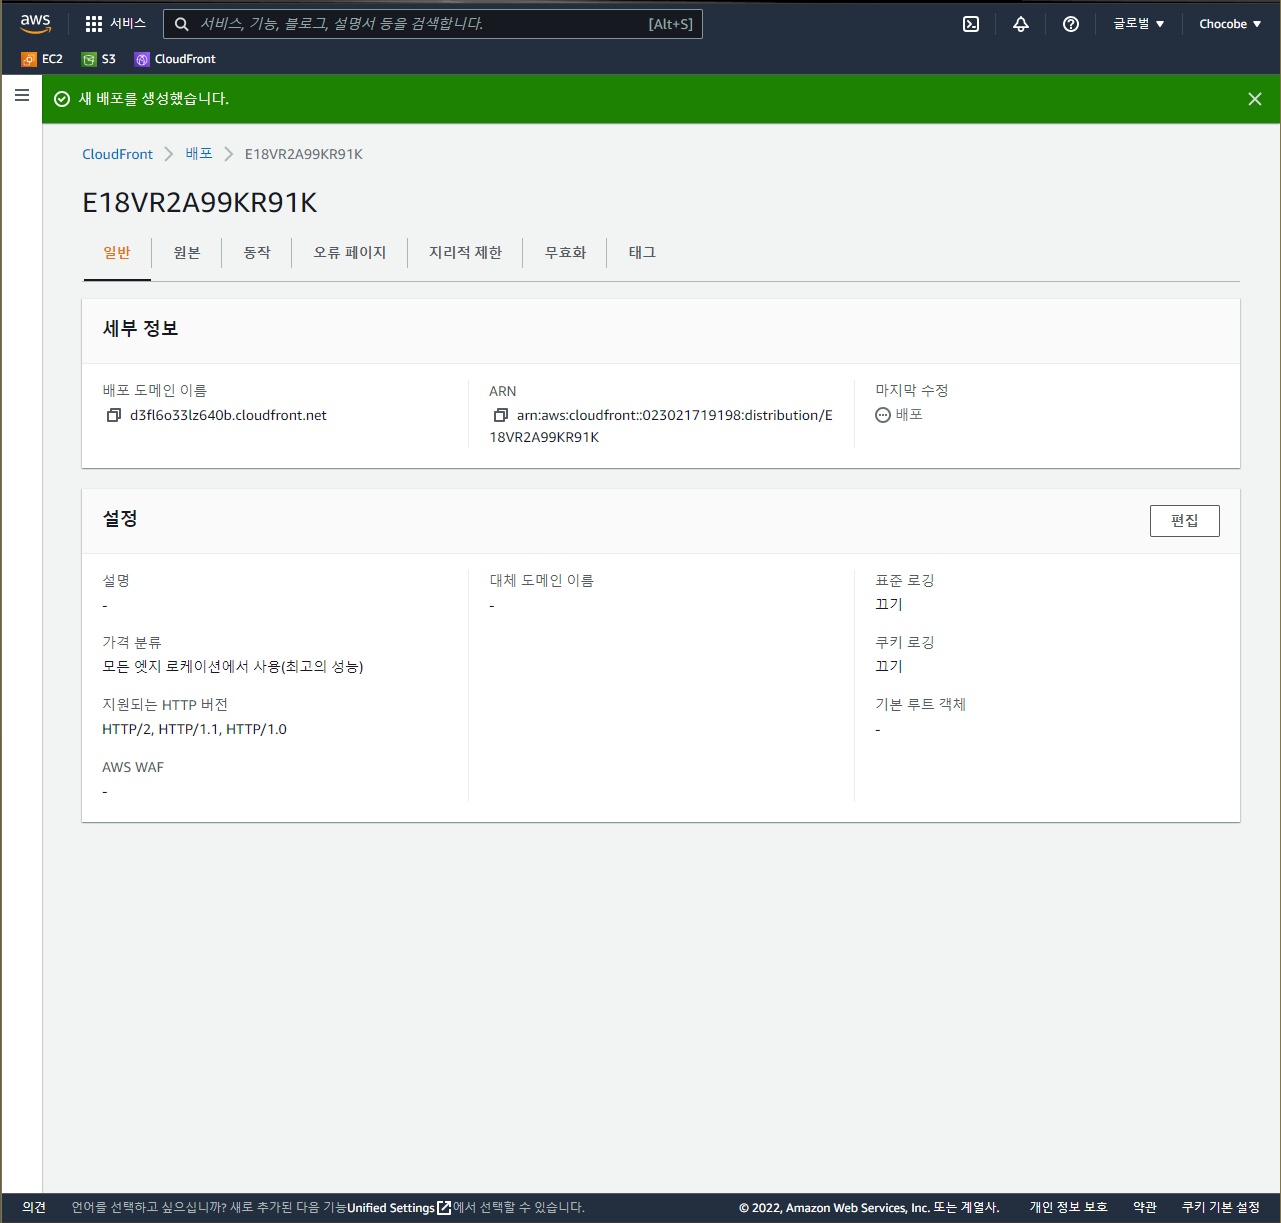 aws
서비스
서비스, 기능, 블로그, 설명서 등을 검색합니다.
[Alt+S]
글로벌
Chocobe
EC2
S3
CloudFront
새 배포를 생성했습니다.
CloudFront
배포
E18VR2A99KR91K
E18VR2A99KR91K
일반
원본
동작
오류 페이지
지리적 제한
무효화
태그
세부 정보
배포 도메인 이름
d3fl6o33lz640b.cloudfront.net
ARN
arn:aws:cloudfront::023021719198:distribution/E
18VR2A99KR91K
마지막 수정
배포
설정
편집
설명
-
가격 분류
모든 엣지 로케이션에서 사용(최고의 성능)
지원되는 HTTP 버전
HTTP/2, HTTP/1.1, HTTP/1.0
AWS WAF
-
대체 도메인 이름
-
표준 로깅
끄기
쿠키 로깅
끄기
기본 루트 객체
-
의견
언어를 선택하고 싶으십니까? 새로 추가된 다음 기능Unified Settings에서 선택할 수 있습니다.
© 2022, Amazon Web Services, Inc. 또는 계열사.
개인 정보 보호
약관
쿠키 기본 설정